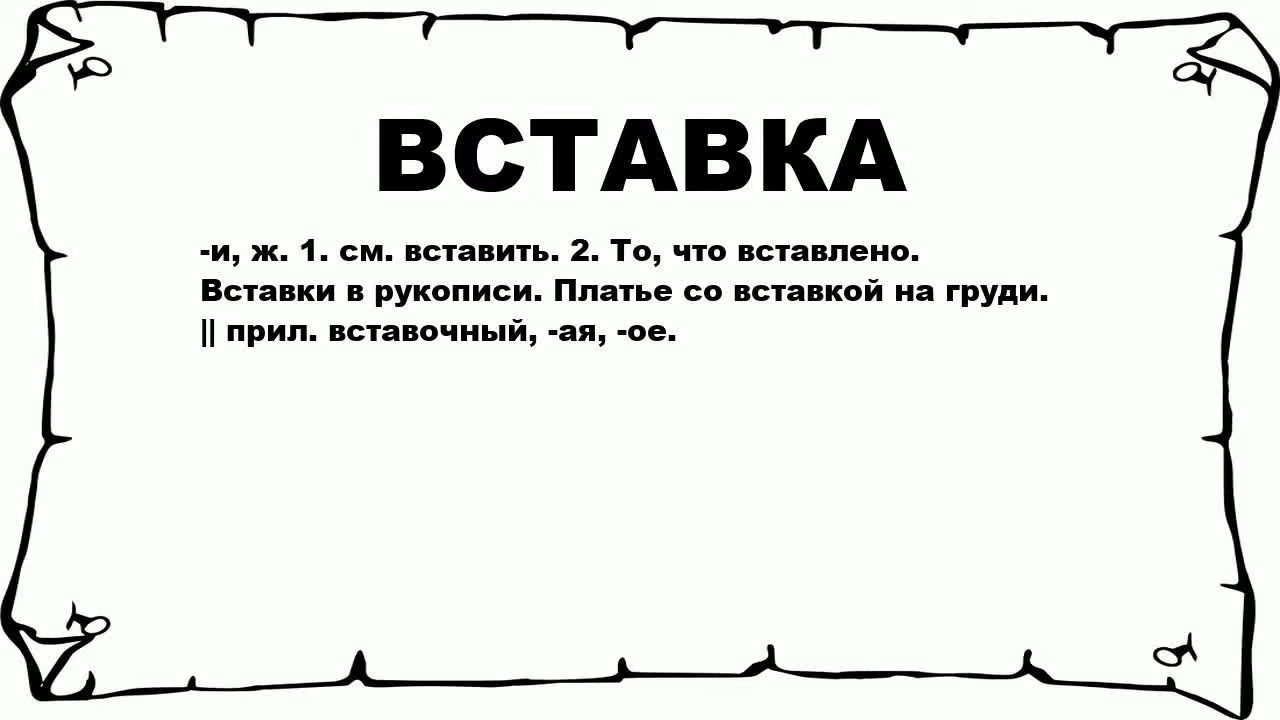 ВСТАВКА
-и, ж. 1. см. вставить. 2. То, что вставлено.
Вставки в рукописи. Платье со вставкой на груди.
|| прил. вставочный, -ая, -ое.